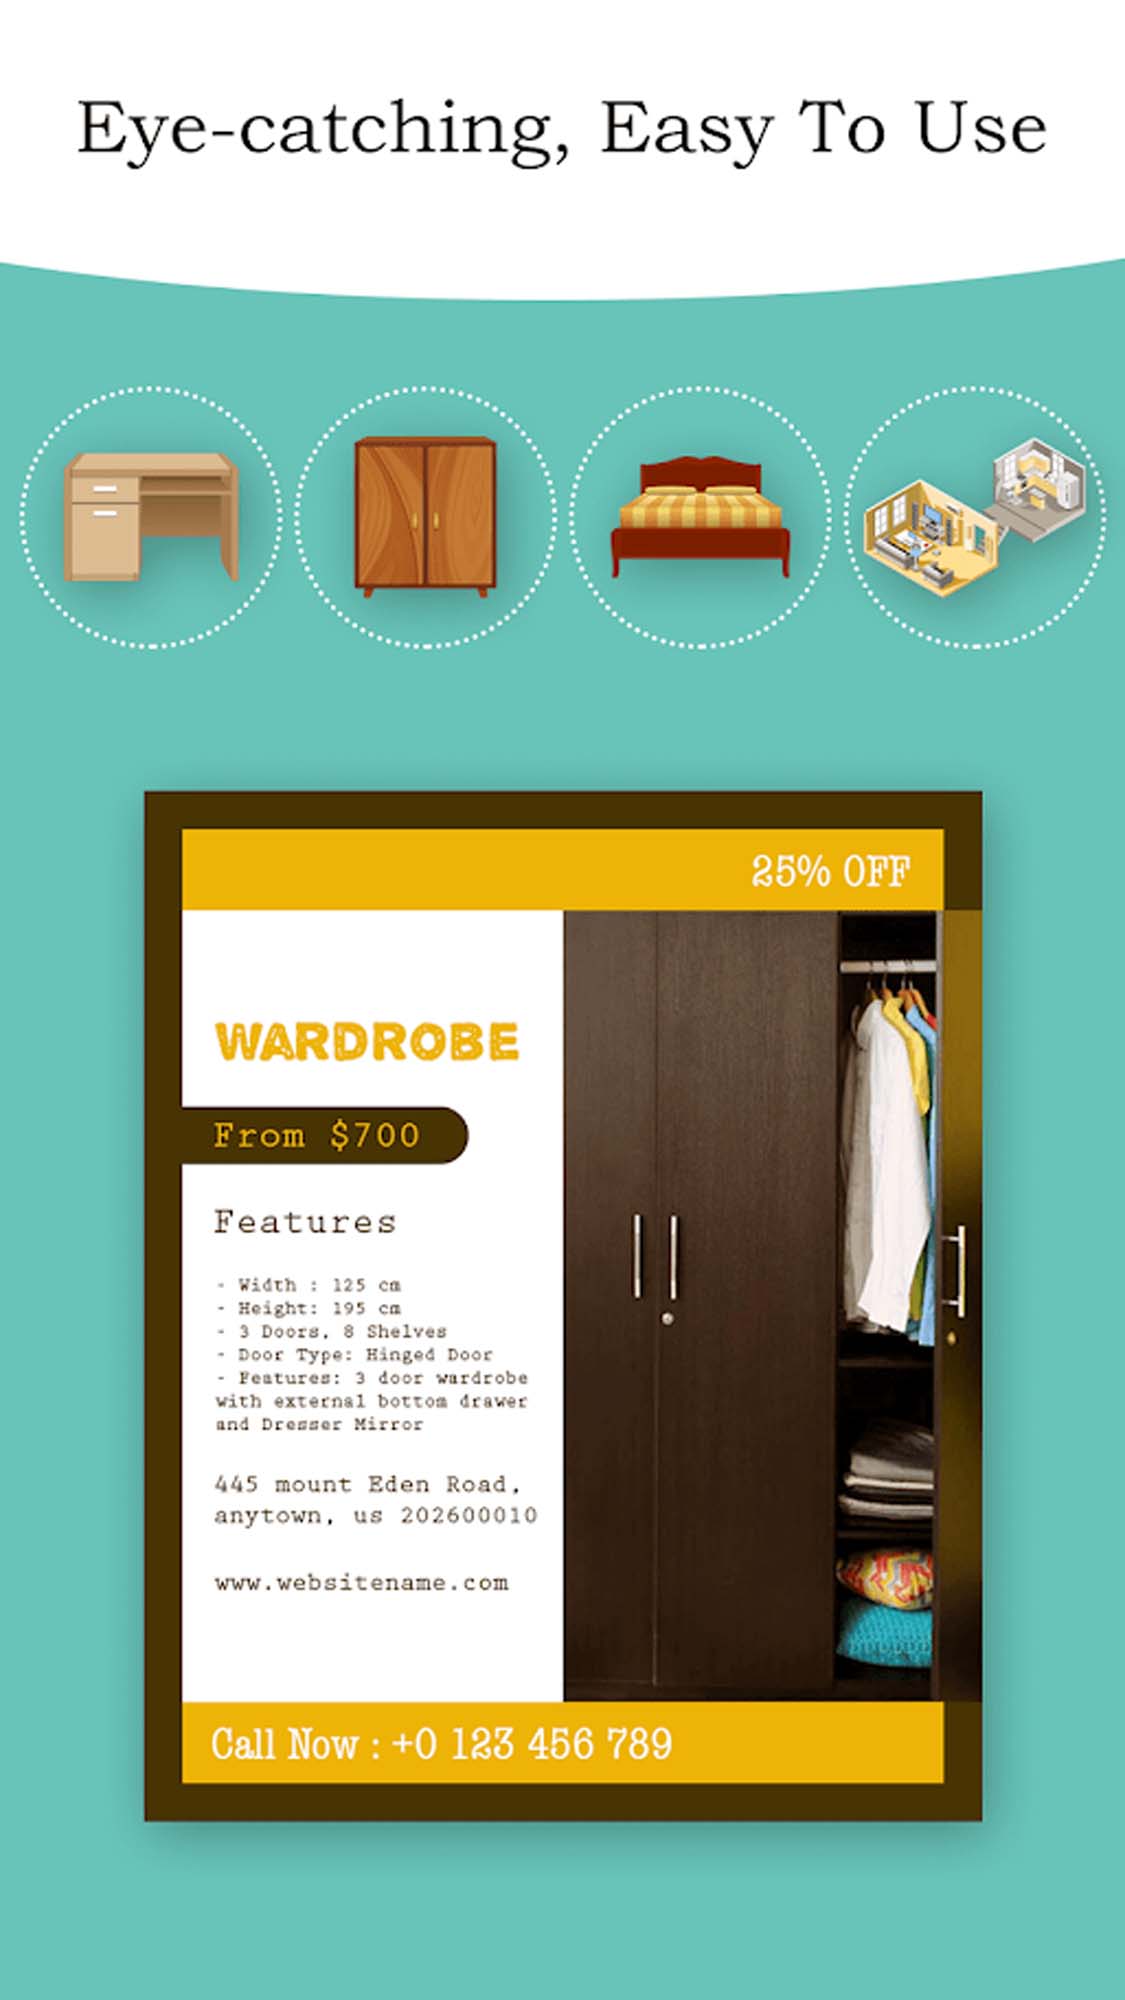 Eye-catching, Easy To Use
25% OFF
WARDROBE
From $700
Features
- Width : 125 cm
- Height: 195 cm
- 3 Doors, 8 Shelves
- Door Type: Hinged Door
- Features: 3 door wardrobe
with external bottom drawer
and Dresser Mirror
445 mount Eden Road,
anytown, us 202600010
www.websitename.com
Call Now : +0 123 456 789